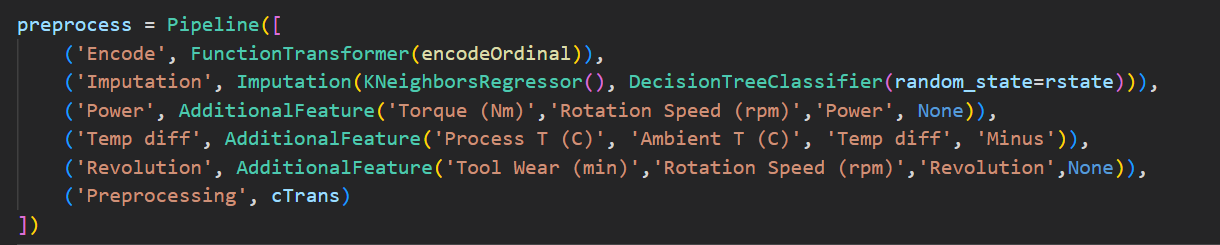 preprocess = Pipeline([
    ('Encode', FunctionTransformer(encodeOrdinal)),
    ('Imputation', Imputation(KNeighborsRegressor(), DecisionTreeClassifier(random_state=rstate))),
    ('Power', AdditionalFeature('Torque (Nm)','Rotation Speed (rpm)','Power', None)),
    ('Temp diff', AdditionalFeature('Process T (C)', 'Ambient T (C)', 'Temp diff', 'Minus')),
    ('Revolution', AdditionalFeature('Tool Wear (min)','Rotation Speed (rpm)','Revolution',None)),
    ('Preprocessing', cTrans)
])